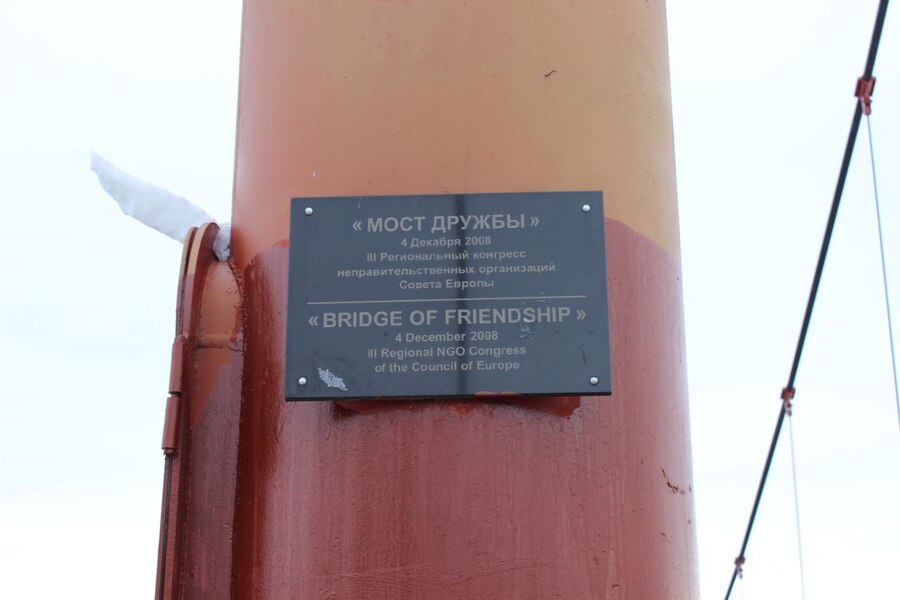 « МОСТ ДРУЖБЫ »
4 Декабря 2008
III Региональный конгресс
неправительственных организаций
Совета Европы
« BRIDGE OF FRIENDSHIP »
4 December 2008
III Regional NGO Congress
of the Council of Europe